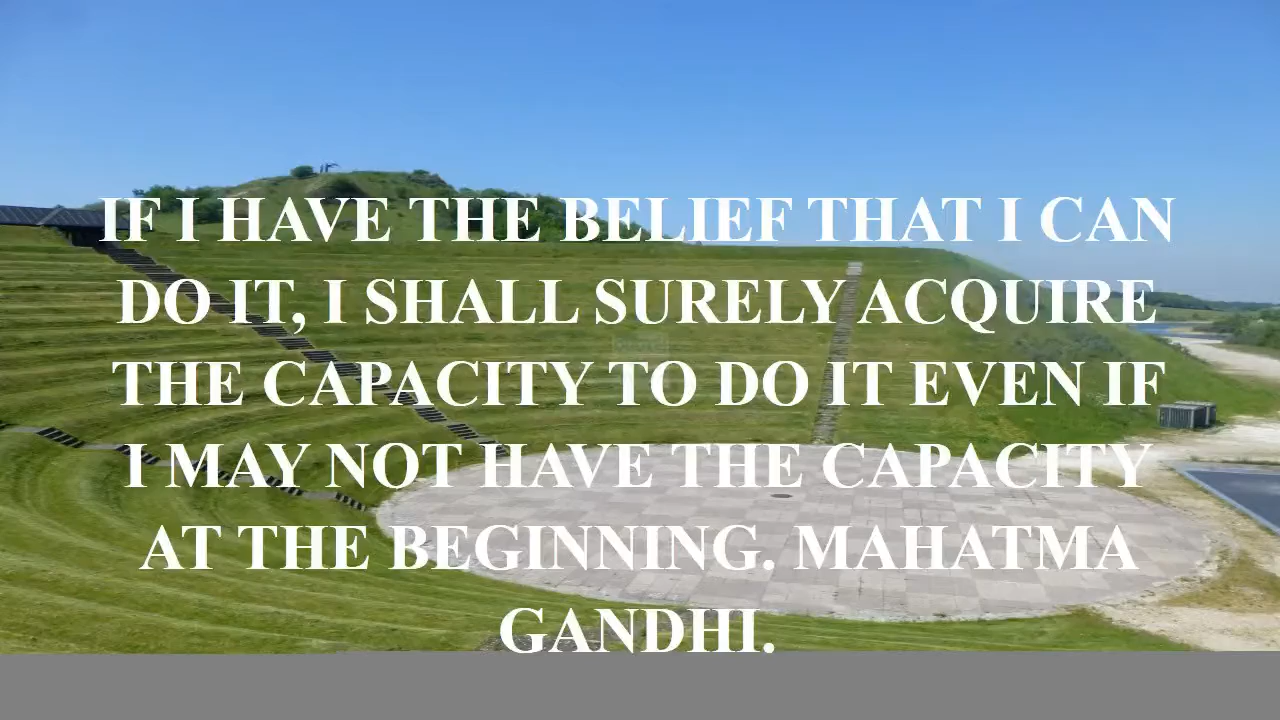 IF I HAVE THE BELIEF THAT I CAN
DO IT, I SHALL SURELY ACQUIRE
THE CAPACITY TO DO IT EVEN IF
I MAY NOT HAVE THE CAPACITY
AT THE BEGINNING. MAHATMA
GANDHI.